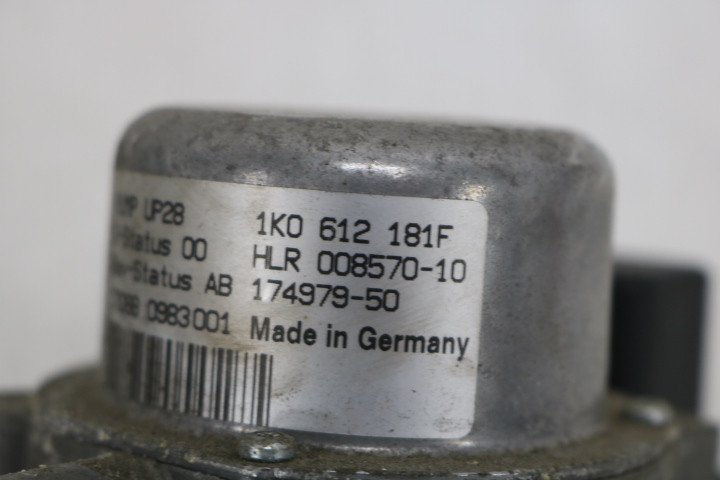 UP28 1K0 612 181F
Status 00 HLR 008570-10
-Status AB 174979-50
0983001 Made in Germany